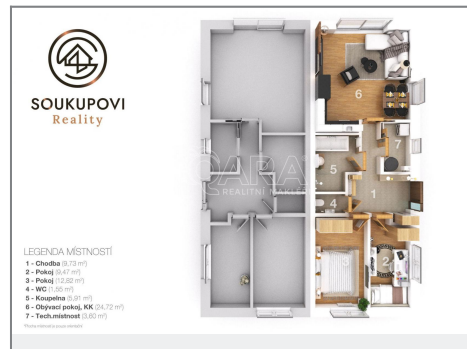 SOUKUPOVI
Reality
LEGENDA MÍSTNOSTÍ
1 - Chodba (9,73 m²)
2 - Pokoj (9,47 m²)
3 - Pokoj (12,82 m²)
4 - WC (1,55 m²)
5 - Koupelna (5,91 m²)
6 - Obývací pokoj, KK (24,72 m²)
7 - Tech.místnost (3,60 m²)
6
7
5
1
4
2
REALITNÍ